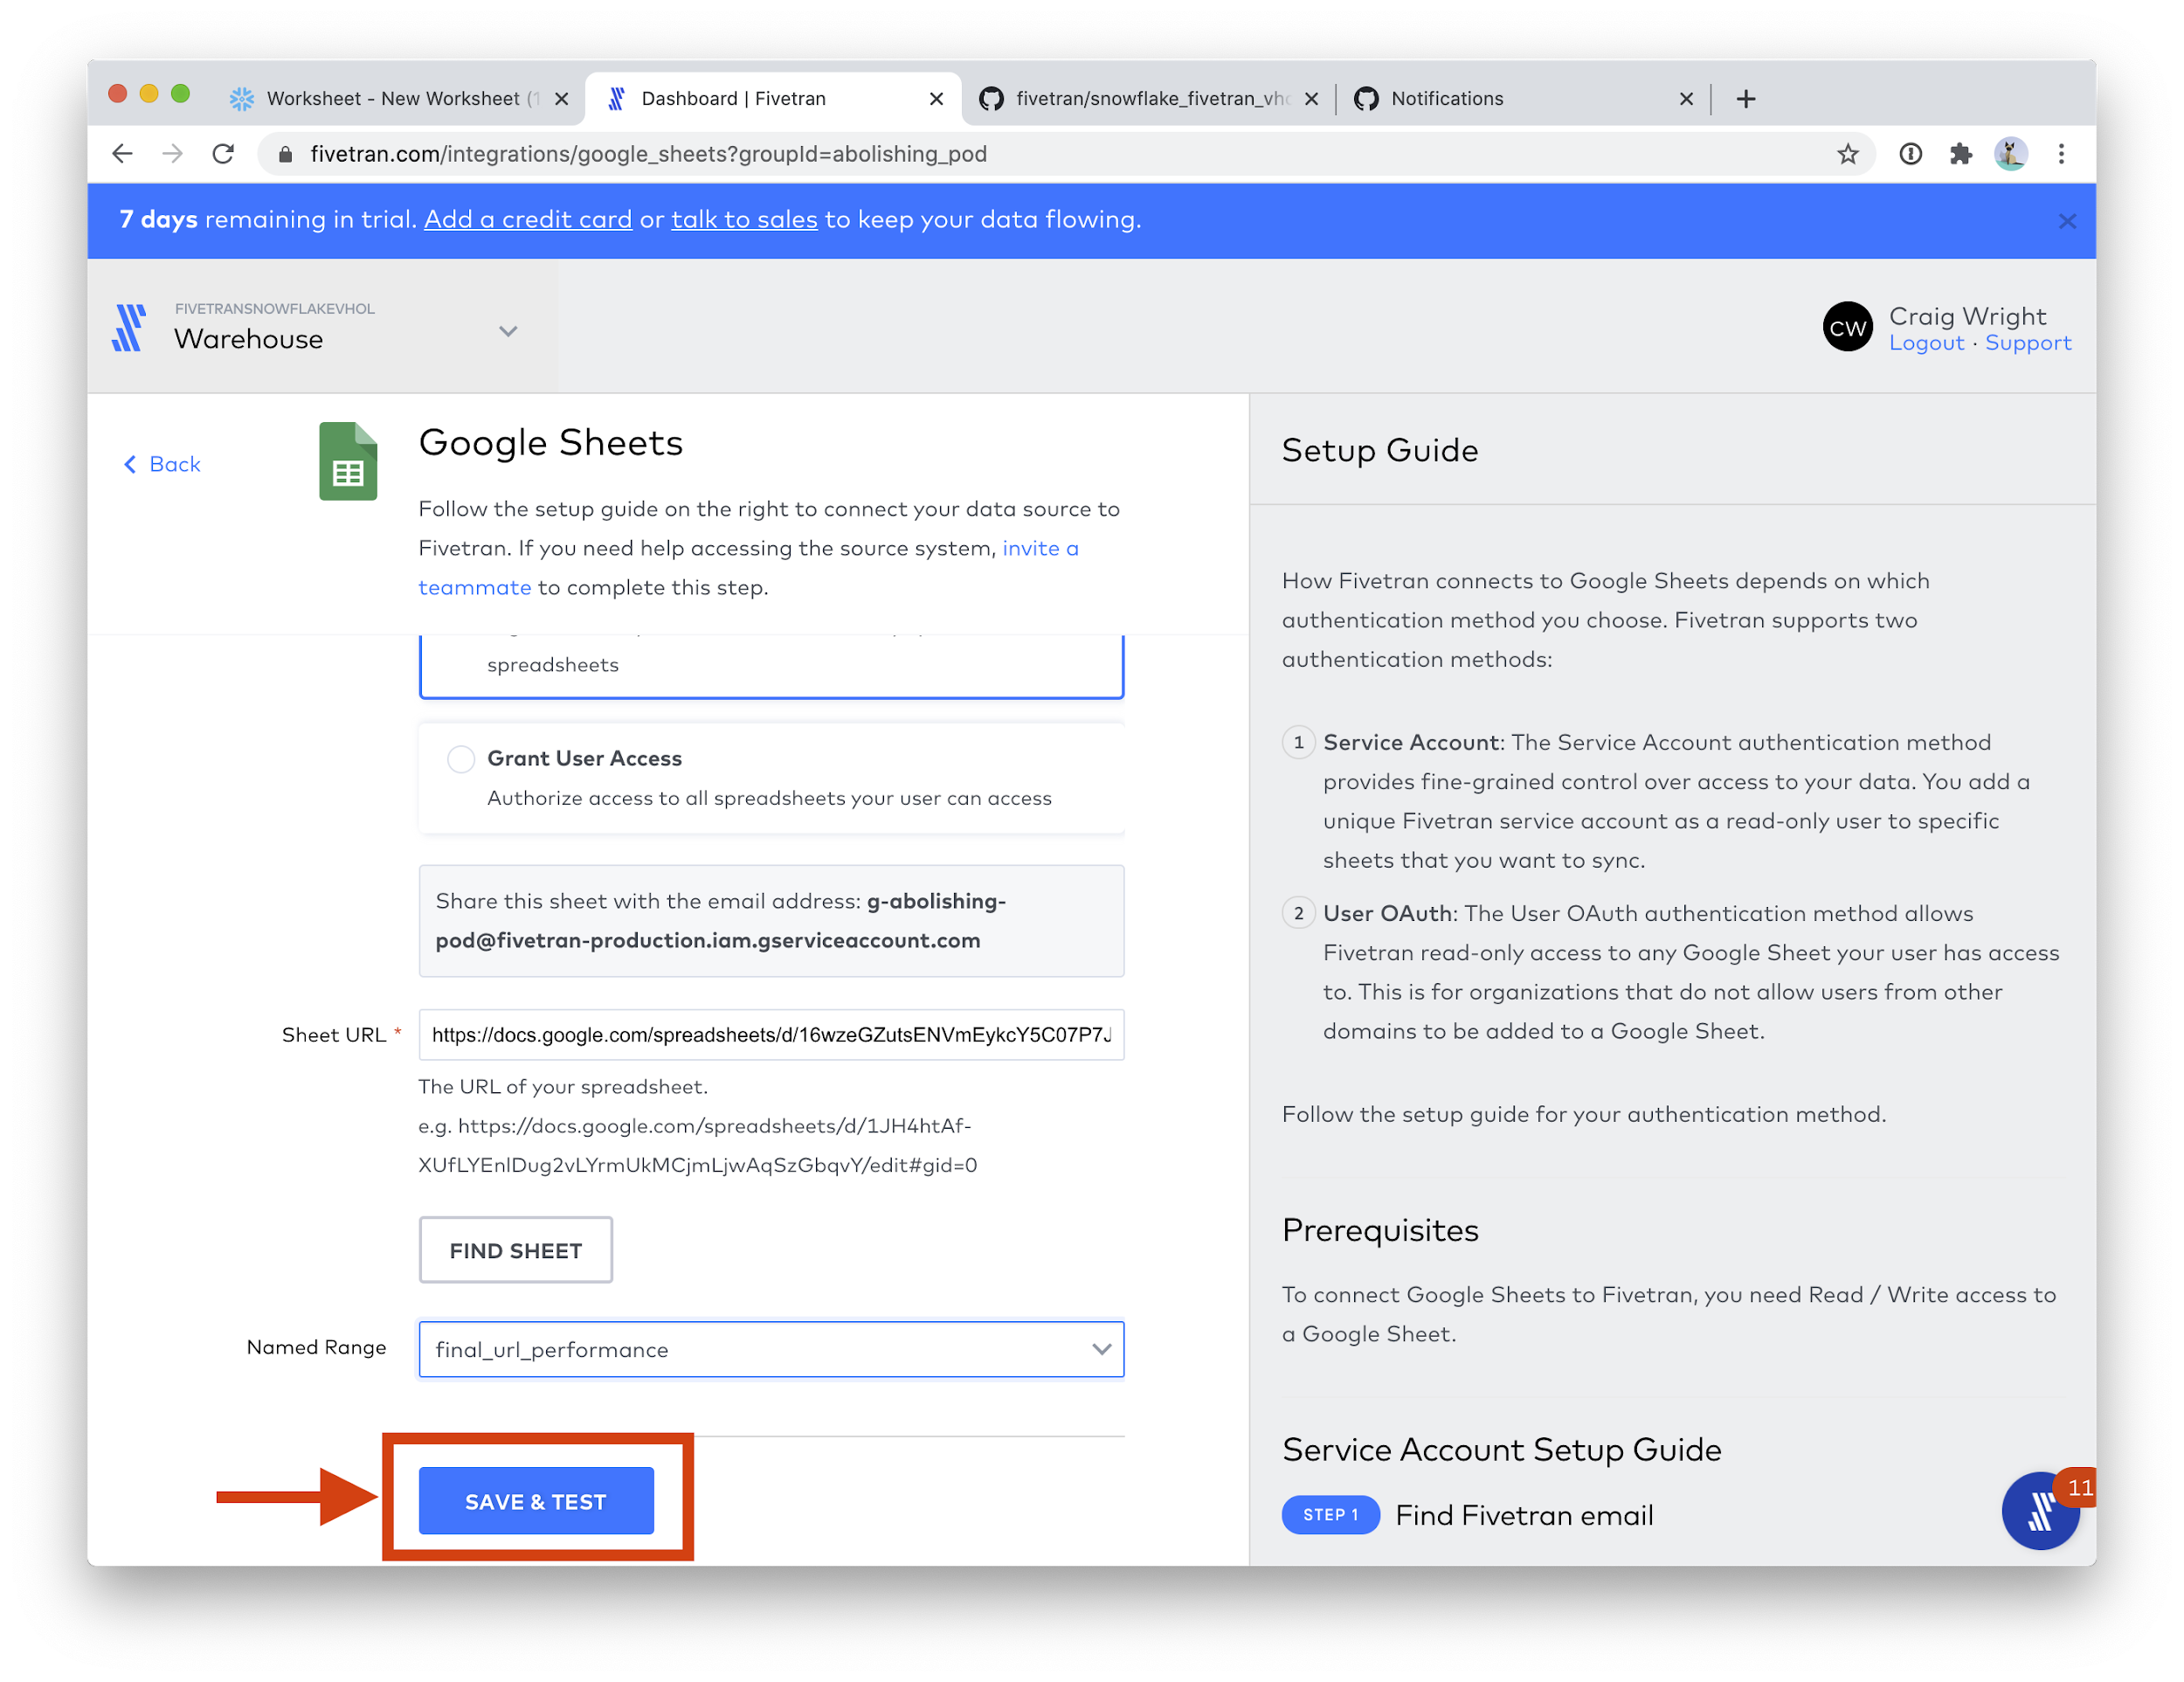 Worksheet - New Worksheet (1
Dashboard | Fivetran
fivetran/snowflake_fivetran_vho
Notifications
fivetran.com/integrations/google_sheets?groupId=abolishing_pod
7 days remaining in trial. Add a credit card or talk to sales to keep your data flowing.
FIVETRANSNOWFLAKEVHOL
Warehouse
CW
Craig Wright
Logout · Support
Back
Google Sheets
Follow the setup guide on the right to connect your data source to
Fivetran. If you need help accessing the source system, invite a
teammate to complete this step.
spreadsheets
Grant User Access
Authorize access to all spreadsheets your user can access
Share this sheet with the email address: g-abolishing-
pod@fivetran-production.iam.gserviceaccount.com
Sheet URL *
https://docs.google.com/spreadsheets/d/16wzeGZutsENVmEykcY5C07P7J
The URL of your spreadsheet.
e.g. https://docs.google.com/spreadsheets/d/1JH4htAf-
XUfLYEnlDug2vLYrmUkMCjmLjwAqSzGbqvY/edit#gid=0
FIND SHEET
Named Range
final_url_performance
SAVE & TEST
Setup Guide
How Fivetran connects to Google Sheets depends on which
authentication method you choose. Fivetran supports two
authentication methods:
1 Service Account: The Service Account authentication method
provides fine-grained control over access to your data. You add a
unique Fivetran service account as a read-only user to specific
sheets that you want to sync.
2 User OAuth: The User OAuth authentication method allows
Fivetran read-only access to any Google Sheet your user has access
to. This is for organizations that do not allow users from other
domains to be added to a Google Sheet.
Follow the setup guide for your authentication method.
Prerequisites
To connect Google Sheets to Fivetran, you need Read / Write access to
a Google Sheet.
Service Account Setup Guide
STEP 1 Find Fivetran email
11